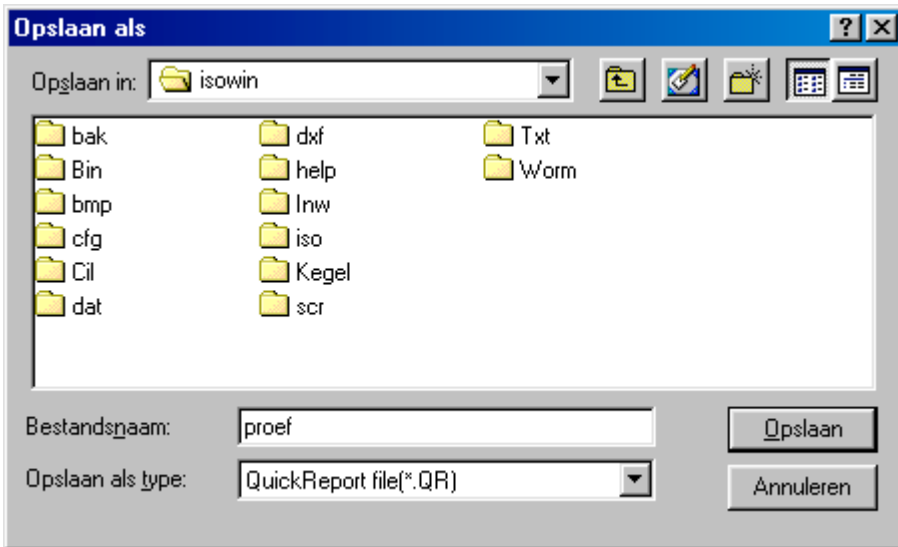 Opslaan als
Opslaan in: isowin
bak dxf Txt
Bin help Worm
bmp Inw
cfg iso
Cil Kegel
dat scr
Bestandsnaam: proef Opslaan
Opslaan als type: QuickReport file(*.QR) Annuleren